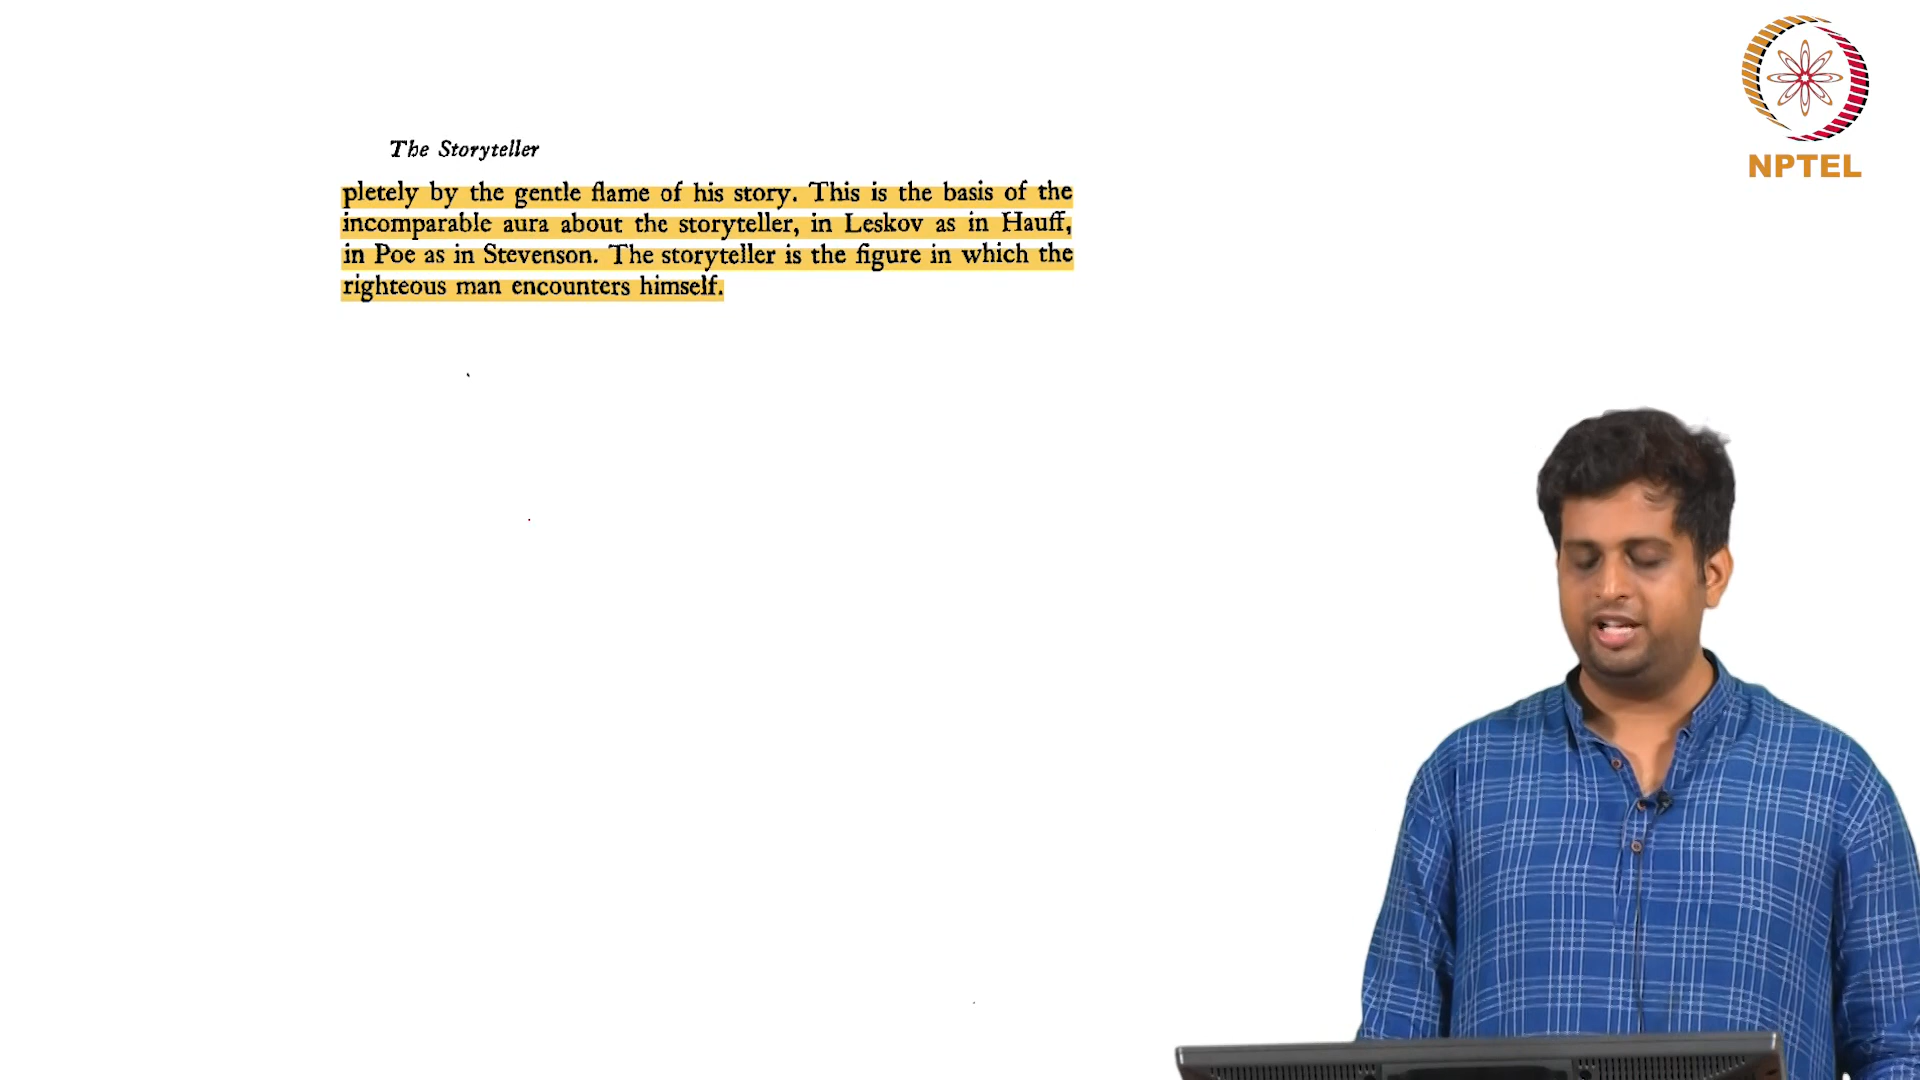 The Storyteller
pletely by the gentle flame of his story. This is the basis of the
incomparable aura about the storyteller, in Leskov as in Hauff,
in Poe as in Stevenson. The storyteller is the figure in which the
righteous man encounters himself.
NPTEL